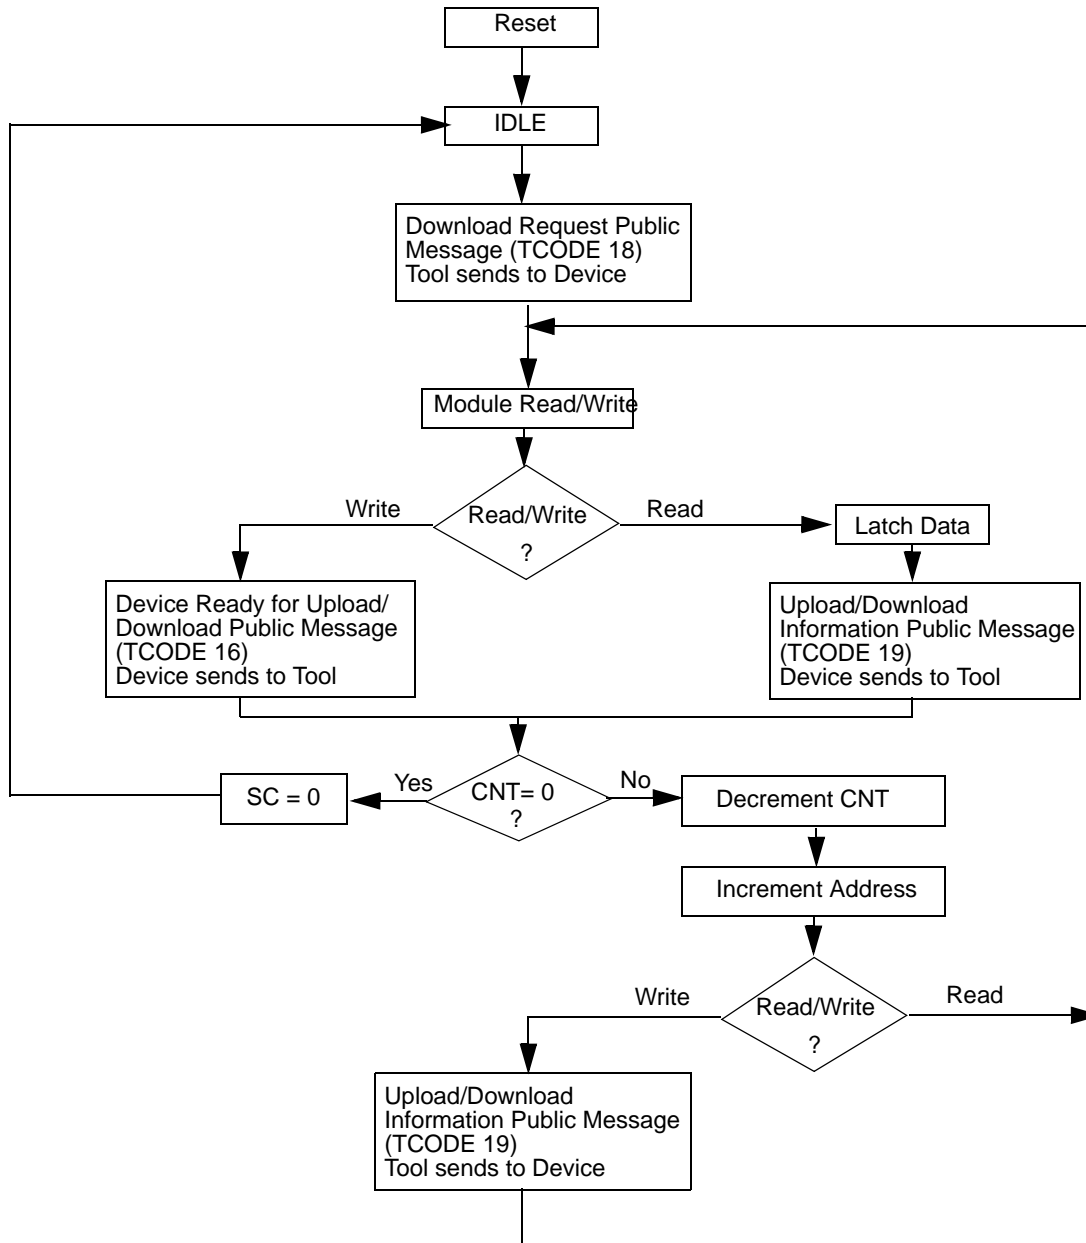 Reset
IDLE
Download Request Public
Message (TCODE 18)
Tool sends to Device
Module Read/Write
Write
Read/Write
?
Read
Latch Data
Device Ready for Upload/
Download Public Message
(TCODE 16)
Device sends to Tool
Upload/Download
Information Public Message
(TCODE 19)
Device sends to Tool
SC = 0
Yes
CNT= 0
?
No
Decrement CNT
Increment Address
Write
Read/Write
?
Read
Upload/Download
Information Public Message
(TCODE 19)
Tool sends to Device